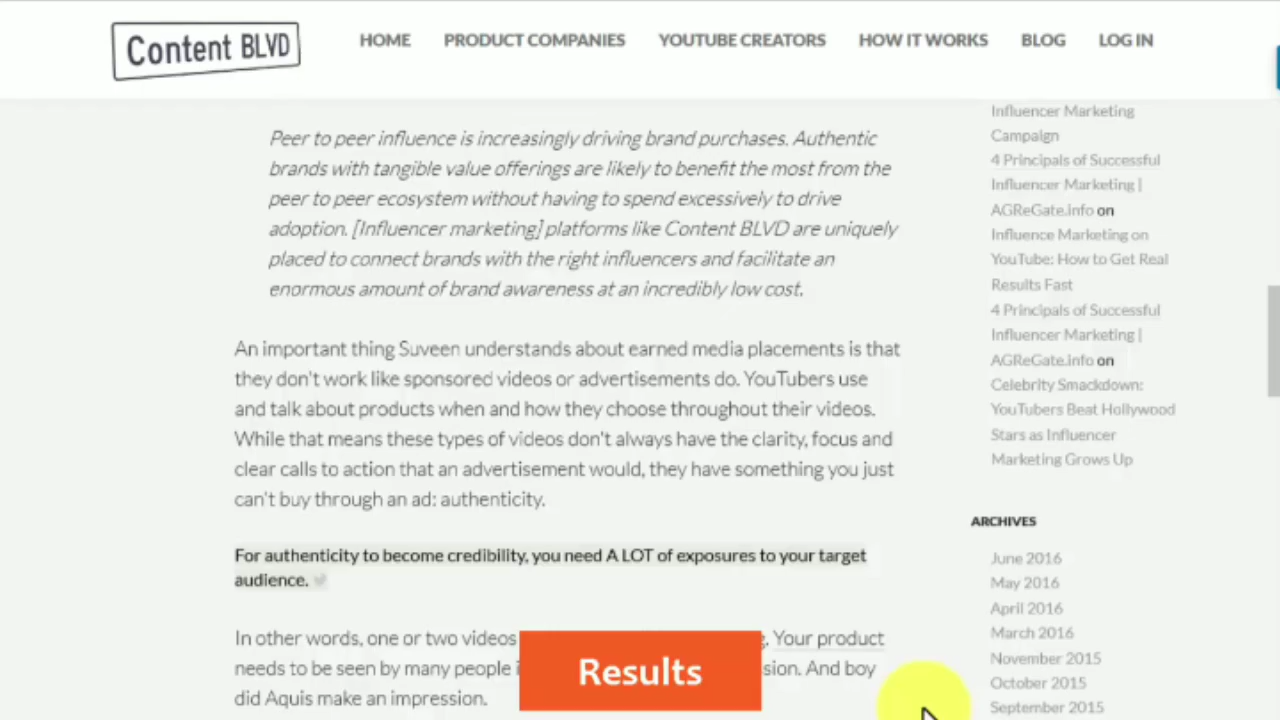 Content BLVD
HOME PRODUCT COMPANIES YOUTUBE CREATORS HOW IT WORKS BLOG LOG IN
Peer to peer influence is increasingly driving brand purchases. Authentic
brands with tangible value offerings are likely to benefit the most from the
peer to peer ecosystem without having to spend excessively to drive
adoption. [Influencer marketing] platforms like Content BLVD are uniquely
placed to connect brands with the right influencers and facilitate an
enormous amount of brand awareness at an incredibly low cost.
An important thing Suveen understands about earned media placements is that
they don't work like sponsored videos or advertisements do. YouTubers use
and talk about products when and how they choose throughout their videos.
While that means these types of videos don't always have the clarity, focus and
clear calls to action that an advertisement would, they have something you just
can't buy through an ad: authenticity.
For authenticity to become credibility, you need A LOT of exposures to your target
audience.
In other words, one or two videos Your product
needs to be seen by many people And boy
did Aquis make an impression.
Results
Influencer Marketing
Campaign
4 Principals of Successful
Influencer Marketing |
AGReGate.info on
Influence Marketing on
YouTube: How to Get Real
Results Fast
4 Principals of Successful
Influencer Marketing |
AGReGate.info on
Celebrity Smackdown:
YouTubers Beat Hollywood
Stars as Influencer
Marketing Grows Up
ARCHIVES
June 2016
May 2016
April 2016
March 2016
November 2015
October 2015
September 2015